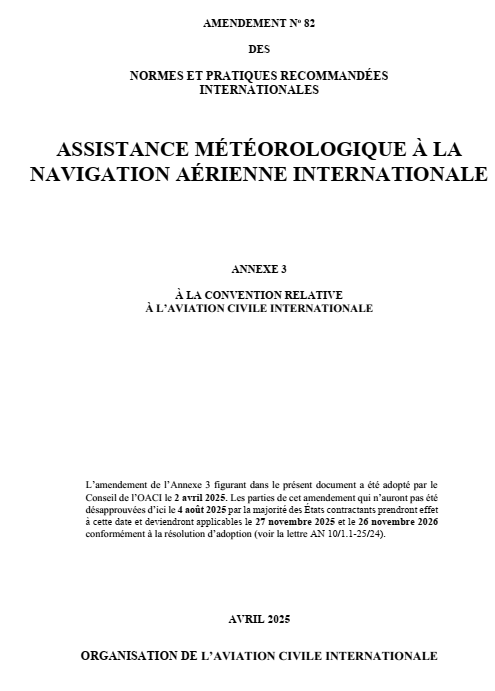 AMENDEMENT Nº 82
DES
NORMES ET PRATIQUES RECOMMANDÉES
INTERNATIONALES
ASSISTANCE MÉTÉOROLOGIQUE À LA
NAVIGATION AÉRIENNE INTERNATIONALE
ANNEXE 3
À LA CONVENTION RELATIVE
À L’AVIATION CIVILE INTERNATIONALE
L’amendement de l’Annexe 3 figurant dans le présent document a été adopté par le
Conseil de l’OACI le 2 avril 2025. Les parties de cet amendement qui n’auront pas été
désapprouvées d’ici le 4 août 2025 par la majorité des États contractants prendront effet
à cette date et deviendront applicables le 27 novembre 2025 et le 26 novembre 2026
conformément à la résolution d’adoption (voir la lettre AN 10/1.1-25/24).
AVRIL 2025
ORGANISATION DE L’AVIATION CIVILE INTERNATIONALE